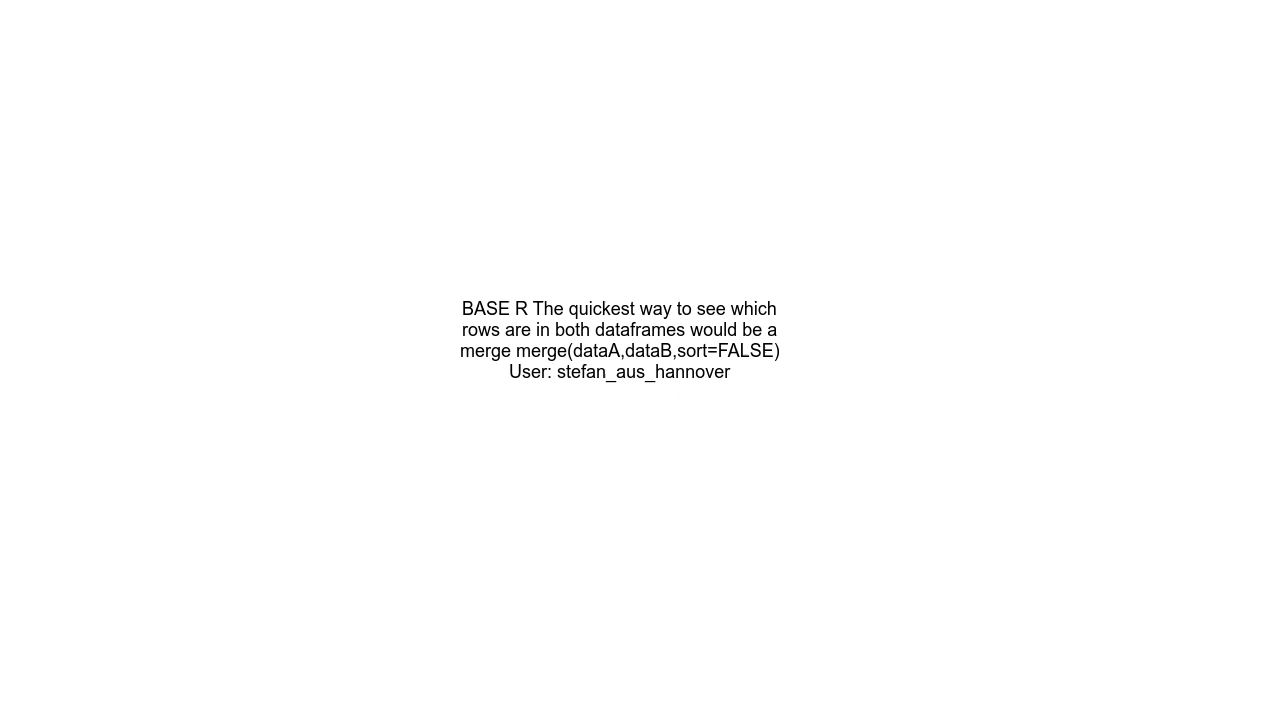 BASE R The quickest way to see which
rows are in both dataframes would be a
merge merge(dataA,dataB,sort=FALSE)
User: stefan_aus_hannover